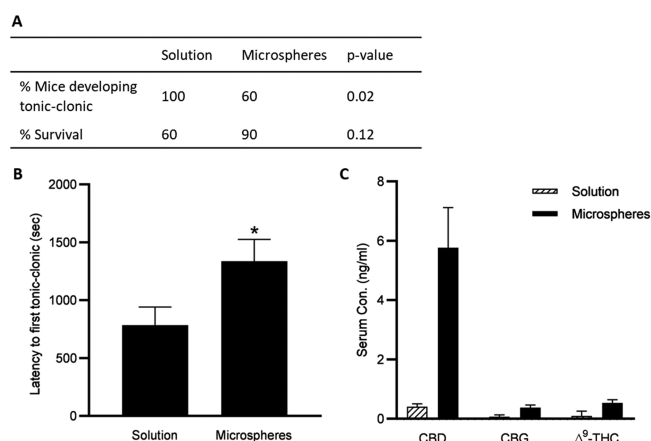 A
Solution Microspheres p-value
% Mice developing
tonic-clonic 100 60 0.02
% Survival 60 90 0.12
B
Latency to first tonic-clonic (sec)
2000
1500
1000
500
0
*
Solution Microspheres
C
Serum Con. (ng/ml)
8
6
4
2
0
Solution
Microspheres
CBD CBG Δ⁹-THC